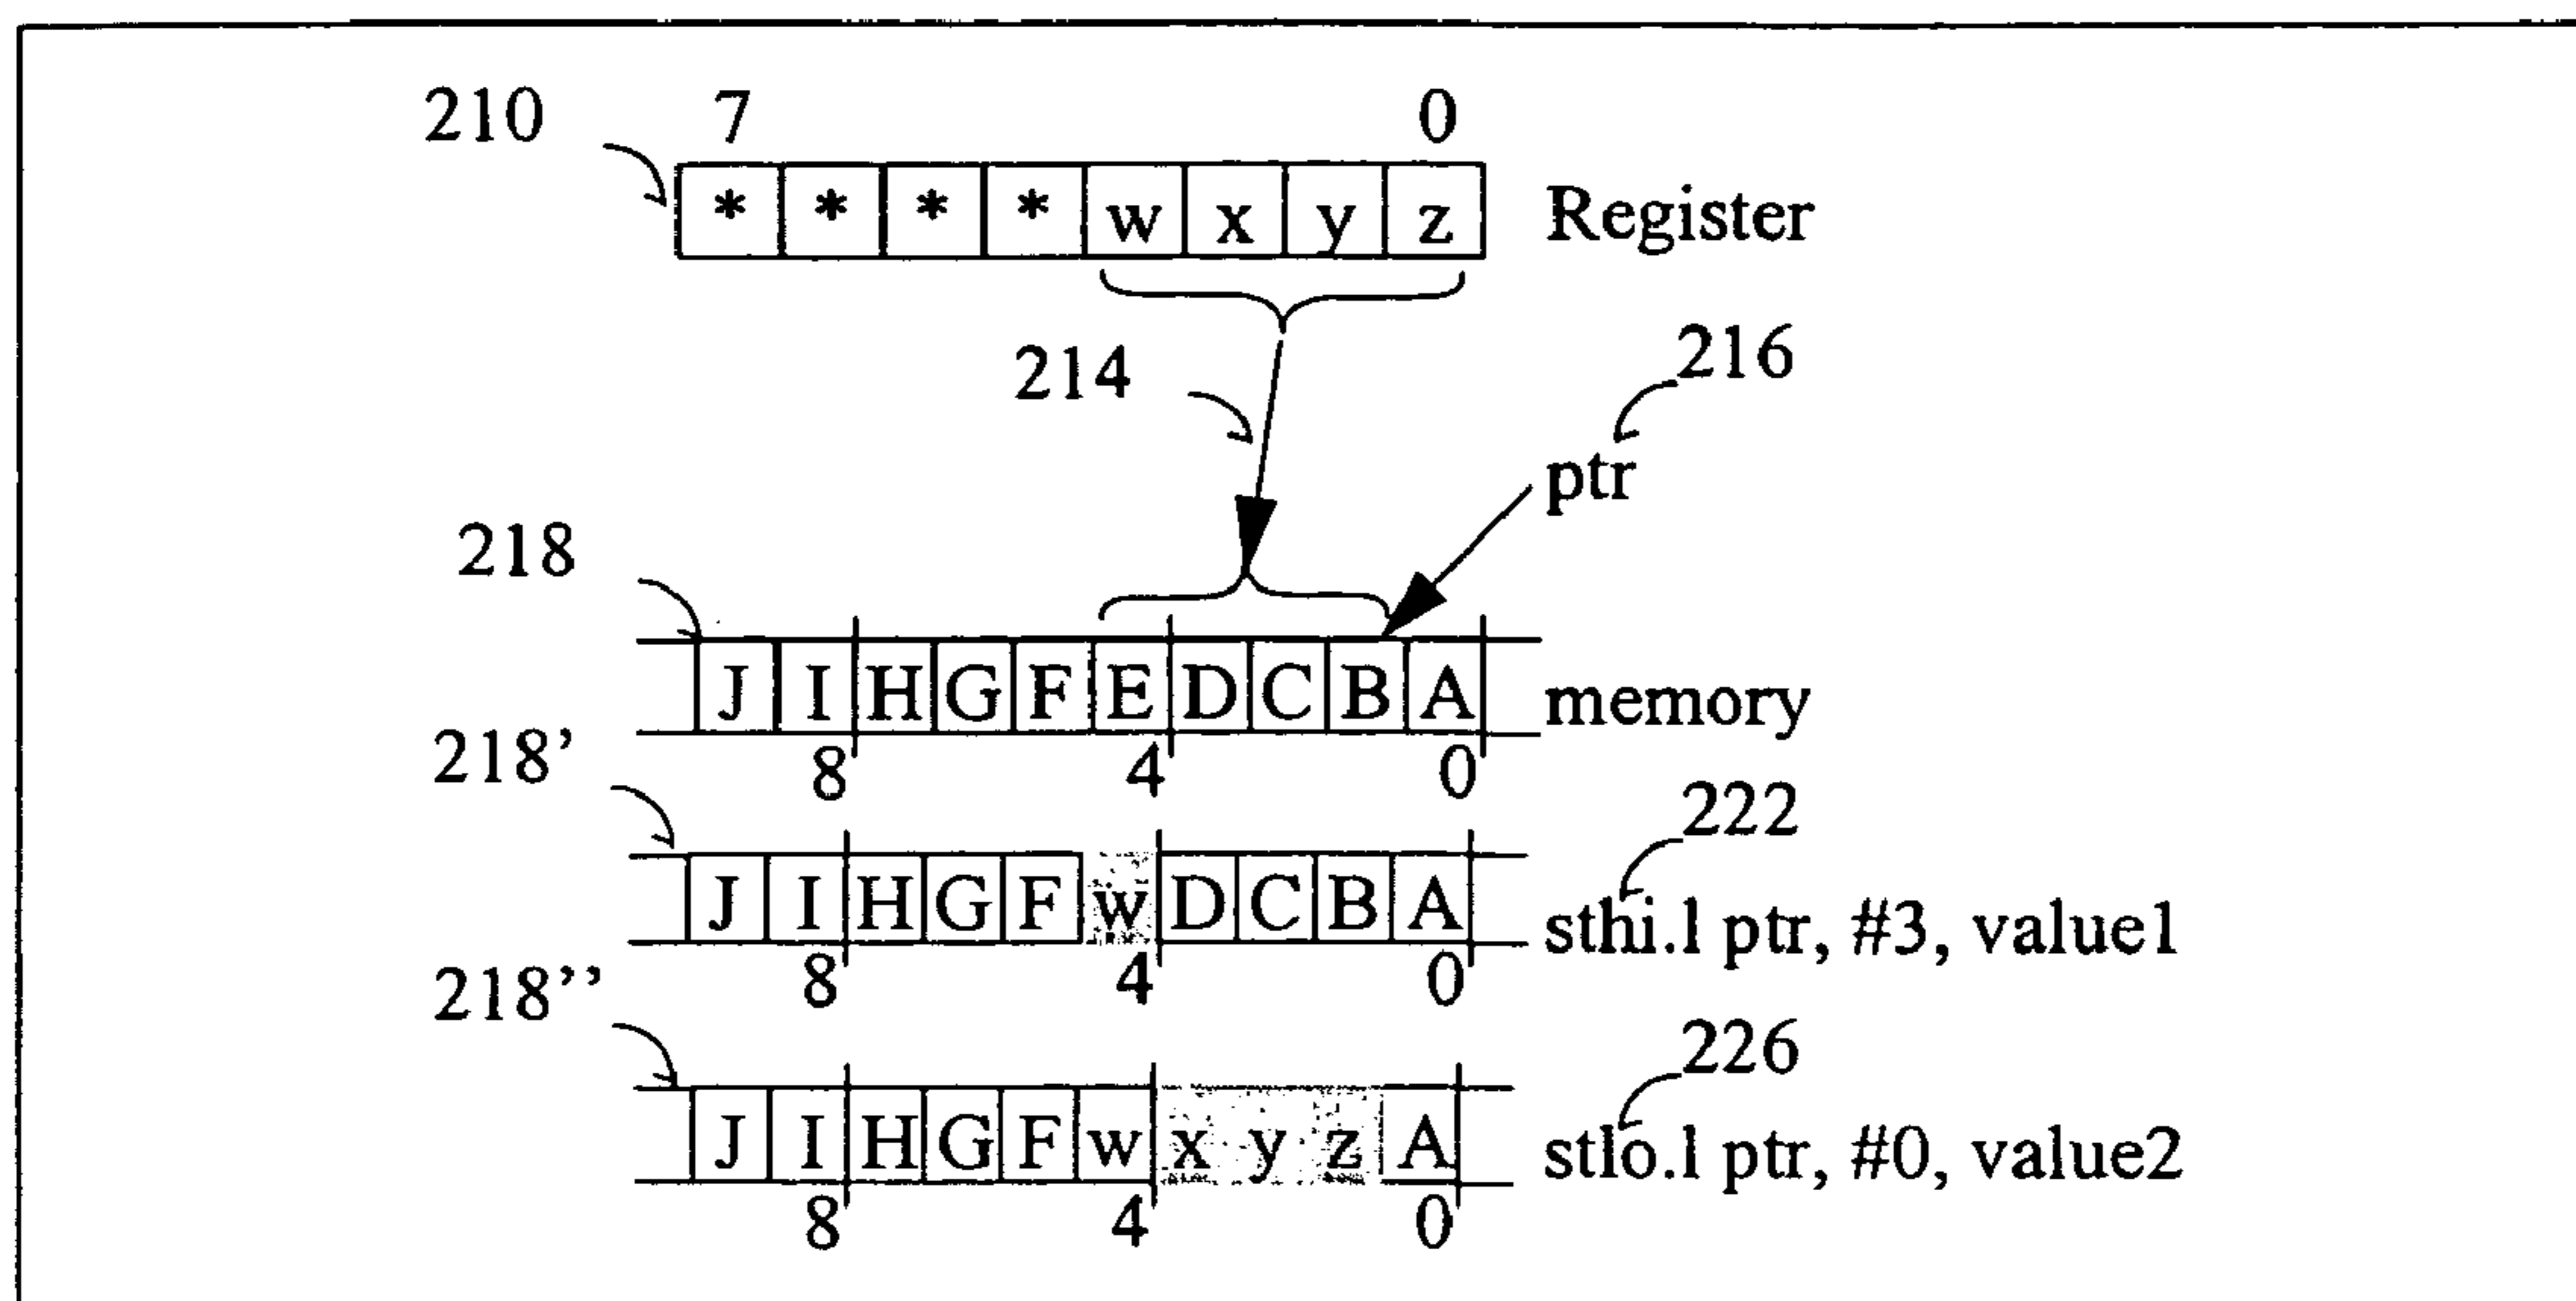 210 7 0
* * * * w x y z Register
214 216
ptr
218
J I H G F E D C B A memory
218' 8 4 0
222
J I H G F w D C B A sthi.l ptr, #3, value1
218'' 8 4 0
226
J I H G F w x y z A stlo.l ptr, #0, value2
8 4 0